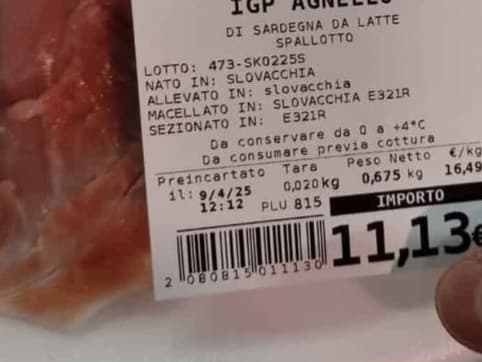 IGP AGNELLO
DI SARDEGNA DA LATTE
SPALLOTTO
LOTTO: 473-SK0225S
NATO IN: SLOVACCHIA
ALLEVATO IN: slovacchia
MACELLATO IN: SLOVACCHIA E321R
SEZIONATO IN: E321R
Da conservare da 0 a +4°C
Da consumare previa cottura
Preincartato Tara Peso Netto €/kg
il: 9/4/25 0,020 kg 0,675 kg 16,49
12:12 PLU 815 IMPORTO
11,13€
2 080815 011130